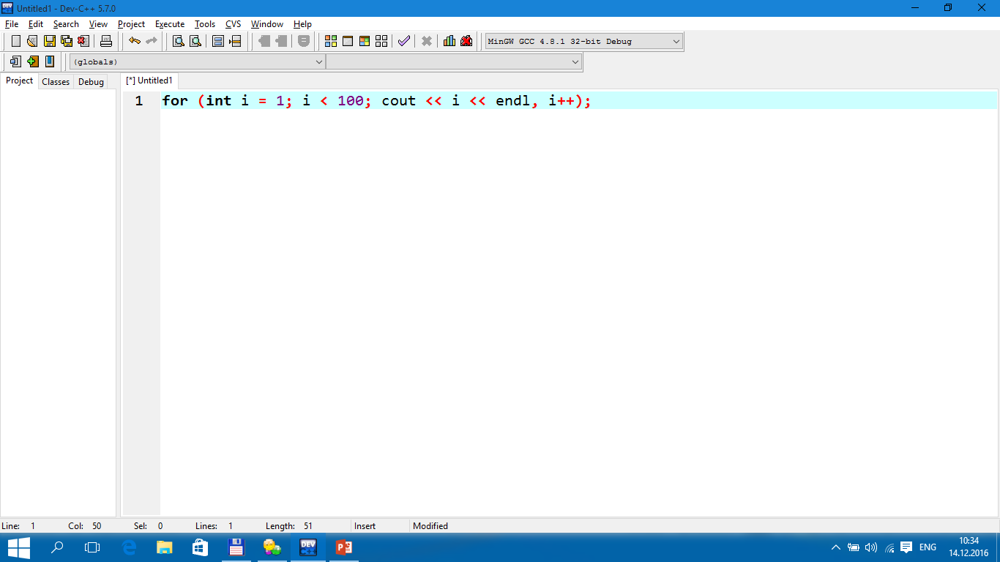 Untitled1 - Dev-C++ 5.7.0
File Edit Search View Project Execute Tools CVS Window Help
MinGW GCC 4.8.1 32-bit Debug
(globals)
Project Classes Debug [*] Untitled1
1 for (int i = 1; i < 100; cout << i << endl, i++);
Line: 1 Col: 50 Sel: 0 Lines: 1 Length: 51 Insert Modified
DEV C++ P ENG 10:34
14.12.2016